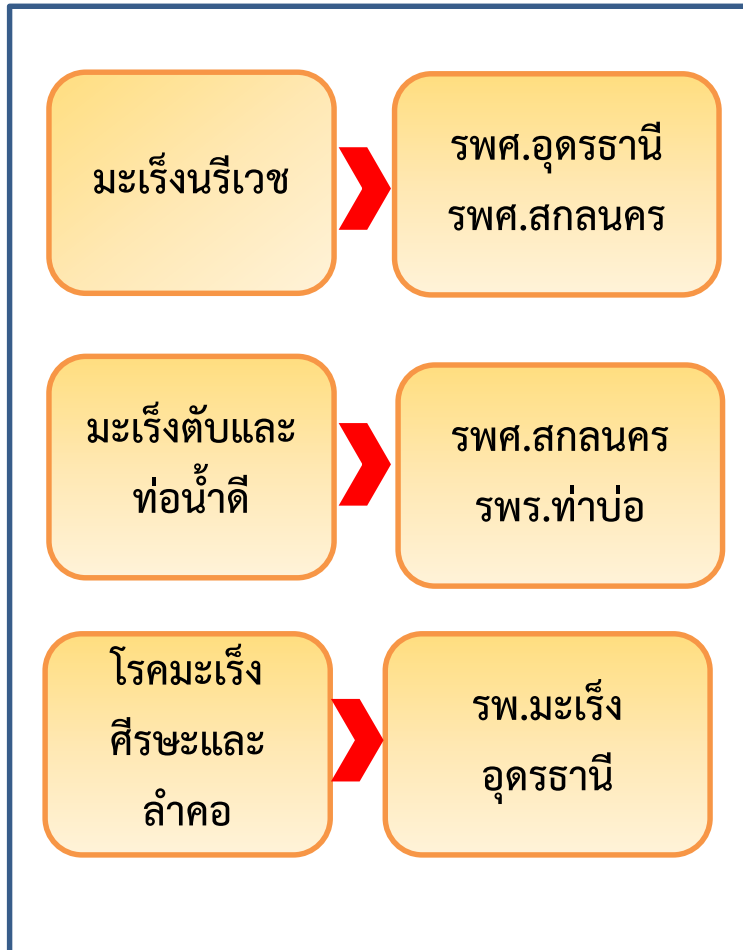 มะเร็งนรีเวช
รพศ.อุดรธานี
รพศ.สกลนคร
มะเร็งตับและ
ท่อน้ำดี
รพศ.สกลนคร
รพร.ท่าบ่อ
โรคมะเร็ง
ศีรษะและ
ลำคอ
รพ.มะเร็ง
อุดรธานี